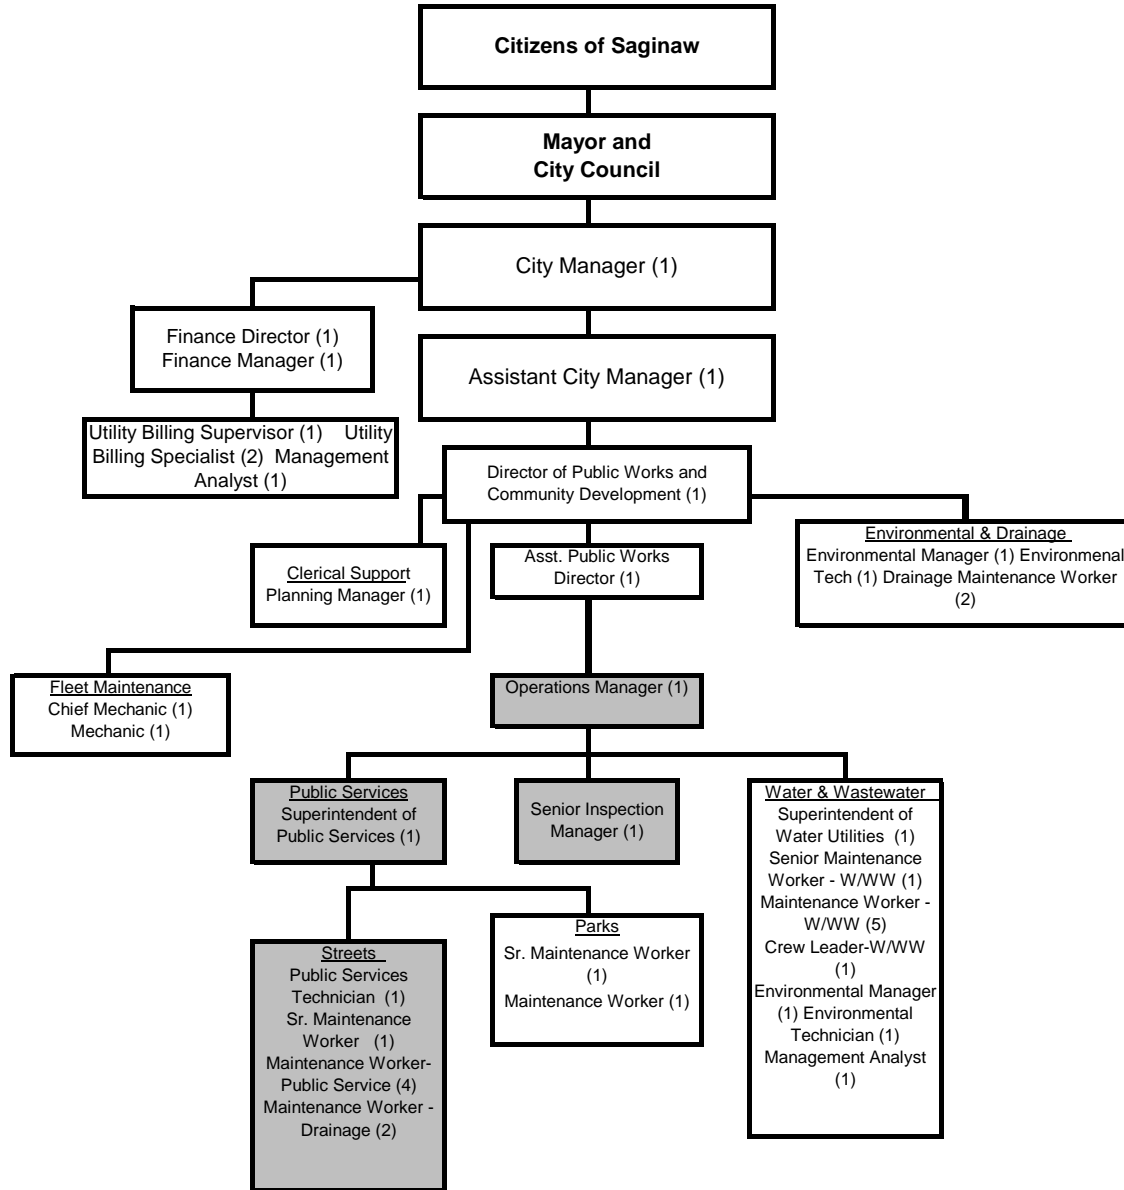 Citizens of Saginaw
Mayor and
City Council
City Manager (1)
Finance Director (1)
Finance Manager (1)
Assistant City Manager (1)
Utility Billing Supervisor (1) Utility
Billing Specialist (2) Management
Analyst (1)
Director of Public Works and
Community Development (1)
Clerical Support
Planning Manager (1)
Asst. Public Works
Director (1)
Environmental & Drainage
Environmental Manager (1) Environmenal
Tech (1) Drainage Maintenance Worker
(2)
Fleet Maintenance
Chief Mechanic (1)
Mechanic (1)
Operations Manager (1)
Public Services
Superintendent of
Public Services (1)
Senior Inspection
Manager (1)
Water & Wastewater
Superintendent of
Water Utilities (1)
Senior Maintenance
Worker - W/WW (1)
Maintenance Worker -
W/WW (5)
Crew Leader-W/WW
(1)
Environmental Manager
(1) Environmental
Technician (1)
Management Analyst
(1)
Streets
Public Services
Technician (1)
Sr. Maintenance
Worker (1)
Maintenance Worker-
Public Service (4)
Maintenance Worker -
Drainage (2)
Parks
Sr. Maintenance Worker
(1)
Maintenance Worker (1)